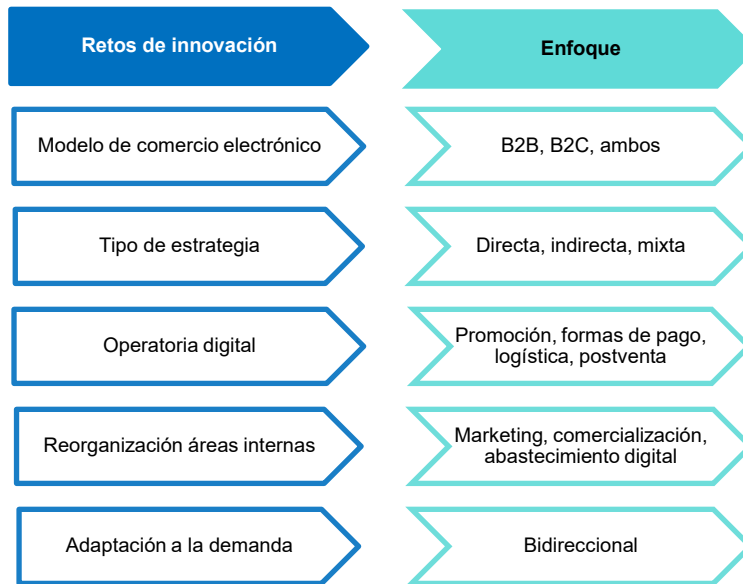 Retos de innovación
Enfoque
Modelo de comercio electrónico
B2B, B2C, ambos
Tipo de estrategia
Directa, indirecta, mixta
Operatoria digital
Promoción, formas de pago,
logística, postventa
Reorganización áreas internas
Marketing, comercialización,
abastecimiento digital
Adaptación a la demanda
Bidireccional